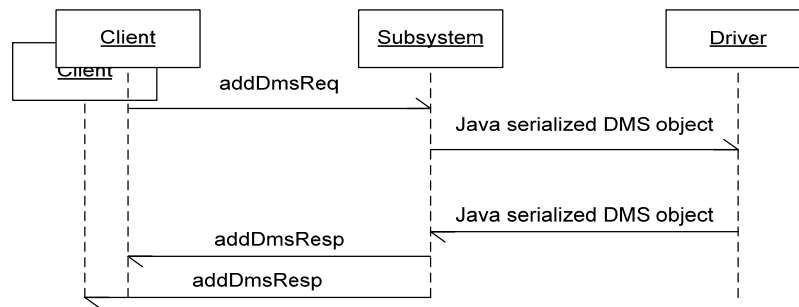 Client
Subsystem
Driver
Client
addDmsReq
Java serialized DMS object
Java serialized DMS object
addDmsResp
addDmsResp